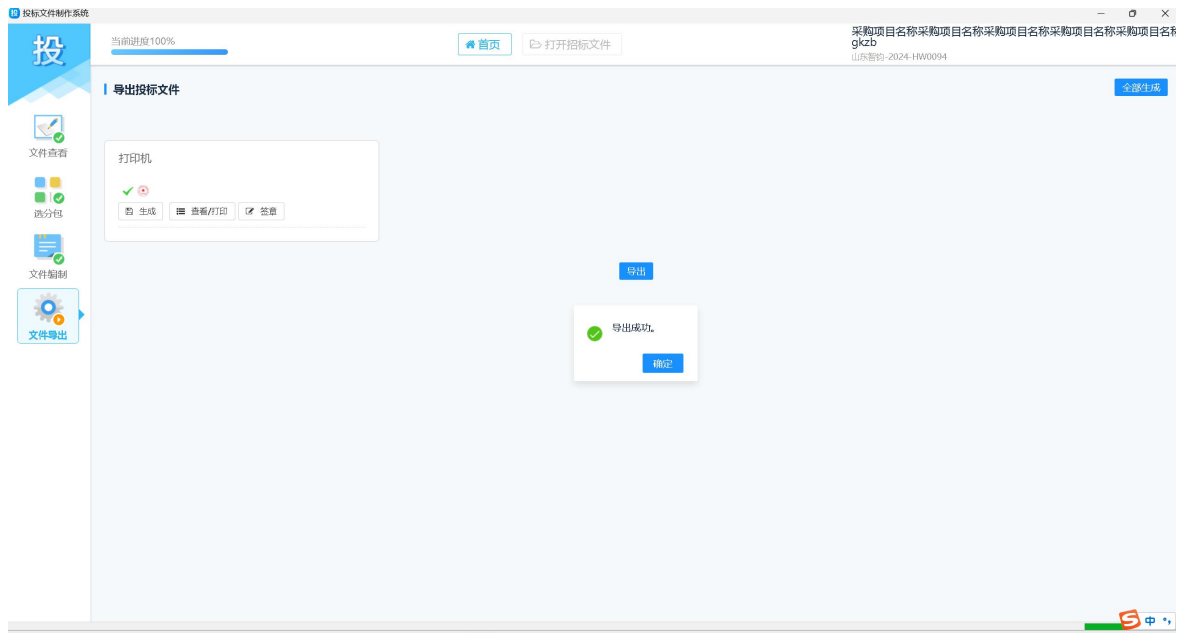 投 投标文件制作系统
投
当前进度100%
首页
打开招标文件
采购项目名称采购项目名称采购项目名称采购项目名称采购项目名称
gkzb
山东智钧-2024-HW0094
导出投标文件
全部生成
文件查看
选分包
文件编制
文件导出
打印机
生成
查看/打印
签章
导出
导出成功。
确定
中